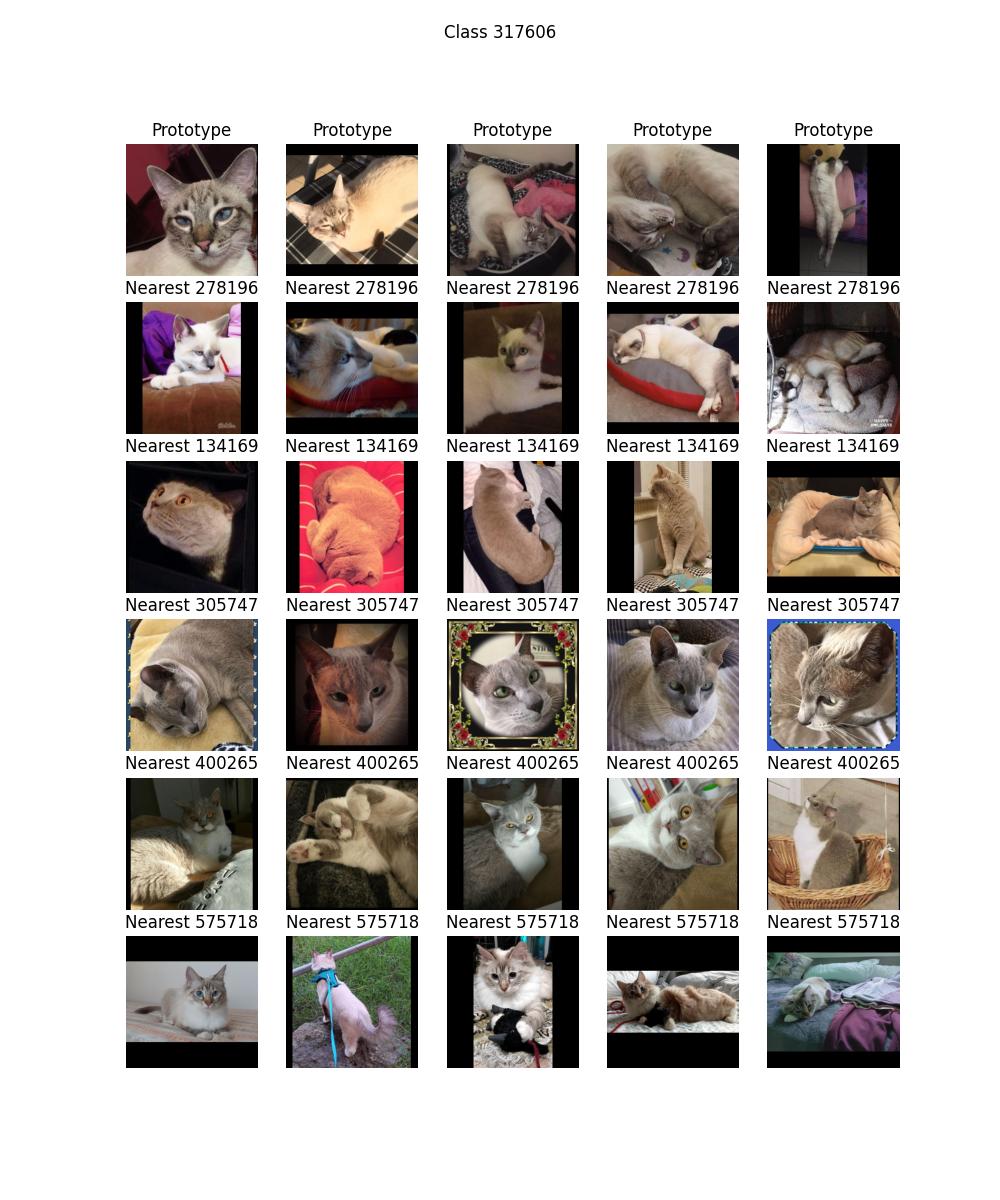 Class 317606
Prototype Prototype Prototype Prototype Prototype
Nearest 278196 Nearest 278196 Nearest 278196 Nearest 278196 Nearest 278196
Nearest 134169 Nearest 134169 Nearest 134169 Nearest 134169 Nearest 134169
Nearest 305747 Nearest 305747 Nearest 305747 Nearest 305747 Nearest 305747
Nearest 400265 Nearest 400265 Nearest 400265 Nearest 400265 Nearest 400265
Nearest 575718 Nearest 575718 Nearest 575718 Nearest 575718 Nearest 575718